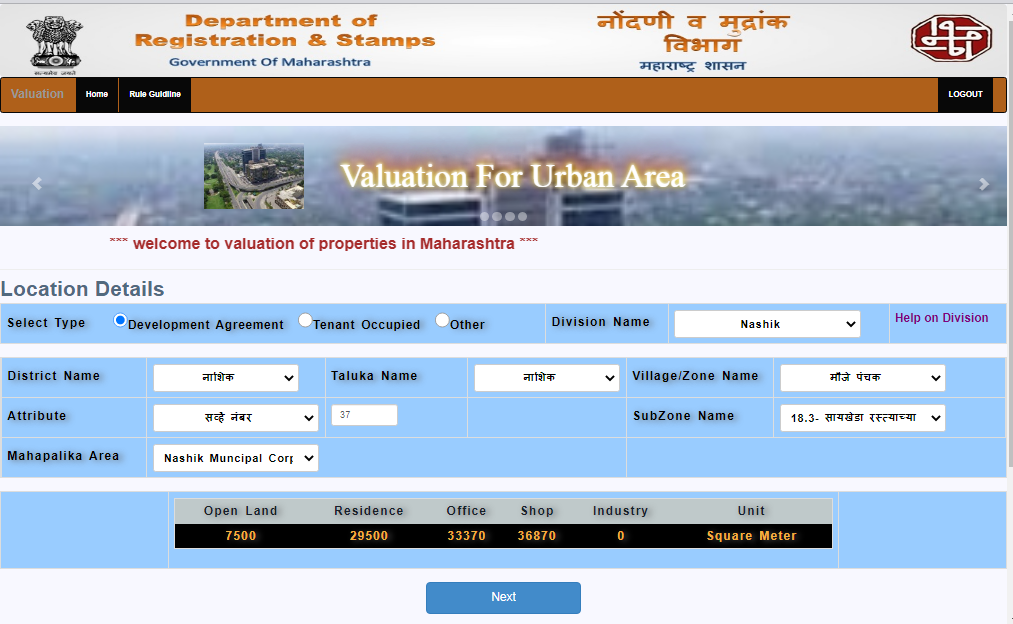 Department of
Registration & Stamps
Government Of Maharashtra
नोंदणी व मुद्रांक
विभाग
महाराष्ट्र शासन
सत्यमेव जयते
Valuation Home Rule Guidline LOGOUT
Valuation For Urban Area
*** welcome to valuation of properties in Maharashtra ***
Location Details
Select Type Development Agreement Tenant Occupied Other Division Name Nashik Help on Division
District Name नाशिक Taluka Name नाशिक Village/Zone Name मौजे पंचक
Attribute सर्व्हे नंबर 37 SubZone Name 18.3- सायखेडा रस्त्याच्या
Mahapalika Area Nashik Muncipal Corp
Open Land Residence Office Shop Industry Unit
7500 29500 33370 36870 0 Square Meter
Next